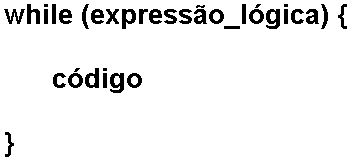 while (expressão_lógica) {
código
}